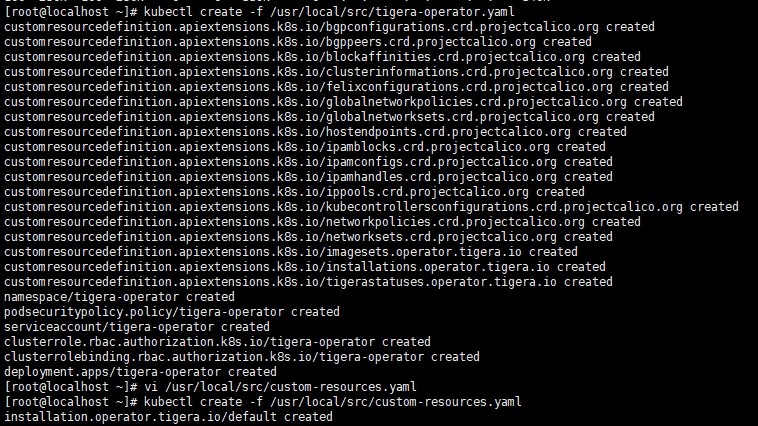 [root@localhost ~]# kubectl create -f /usr/local/src/tigera-operator.yaml
customresourcedefinition.apiextensions.k8s.io/bgpconfigurations.crd.projectcalico.org created
customresourcedefinition.apiextensions.k8s.io/bgppeers.crd.projectcalico.org created
customresourcedefinition.apiextensions.k8s.io/blockaffinities.crd.projectcalico.org created
customresourcedefinition.apiextensions.k8s.io/clusterinformations.crd.projectcalico.org created
customresourcedefinition.apiextensions.k8s.io/felixconfigurations.crd.projectcalico.org created
customresourcedefinition.apiextensions.k8s.io/globalnetworkpolicies.crd.projectcalico.org created
customresourcedefinition.apiextensions.k8s.io/globalnetworksets.crd.projectcalico.org created
customresourcedefinition.apiextensions.k8s.io/hostendpoints.crd.projectcalico.org created
customresourcedefinition.apiextensions.k8s.io/ipamblocks.crd.projectcalico.org created
customresourcedefinition.apiextensions.k8s.io/ipamconfigs.crd.projectcalico.org created
customresourcedefinition.apiextensions.k8s.io/ipamhandles.crd.projectcalico.org created
customresourcedefinition.apiextensions.k8s.io/ippools.crd.projectcalico.org created
customresourcedefinition.apiextensions.k8s.io/kubecontrollersconfigurations.crd.projectcalico.org created
customresourcedefinition.apiextensions.k8s.io/networkpolicies.crd.projectcalico.org created
customresourcedefinition.apiextensions.k8s.io/networksets.crd.projectcalico.org created
customresourcedefinition.apiextensions.k8s.io/imagesets.operator.tigera.io created
customresourcedefinition.apiextensions.k8s.io/installations.operator.tigera.io created
customresourcedefinition.apiextensions.k8s.io/tigerastatuses.operator.tigera.io created
namespace/tigera-operator created
podsecuritypolicy.policy/tigera-operator created
serviceaccount/tigera-operator created
clusterrole.rbac.authorization.k8s.io/tigera-operator created
clusterrolebinding.rbac.authorization.k8s.io/tigera-operator created
deployment.apps/tigera-operator created
[root@localhost ~]# vi /usr/local/src/custom-resources.yaml
[root@localhost ~]# kubectl create -f /usr/local/src/custom-resources.yaml
installation.operator.tigera.io/default created